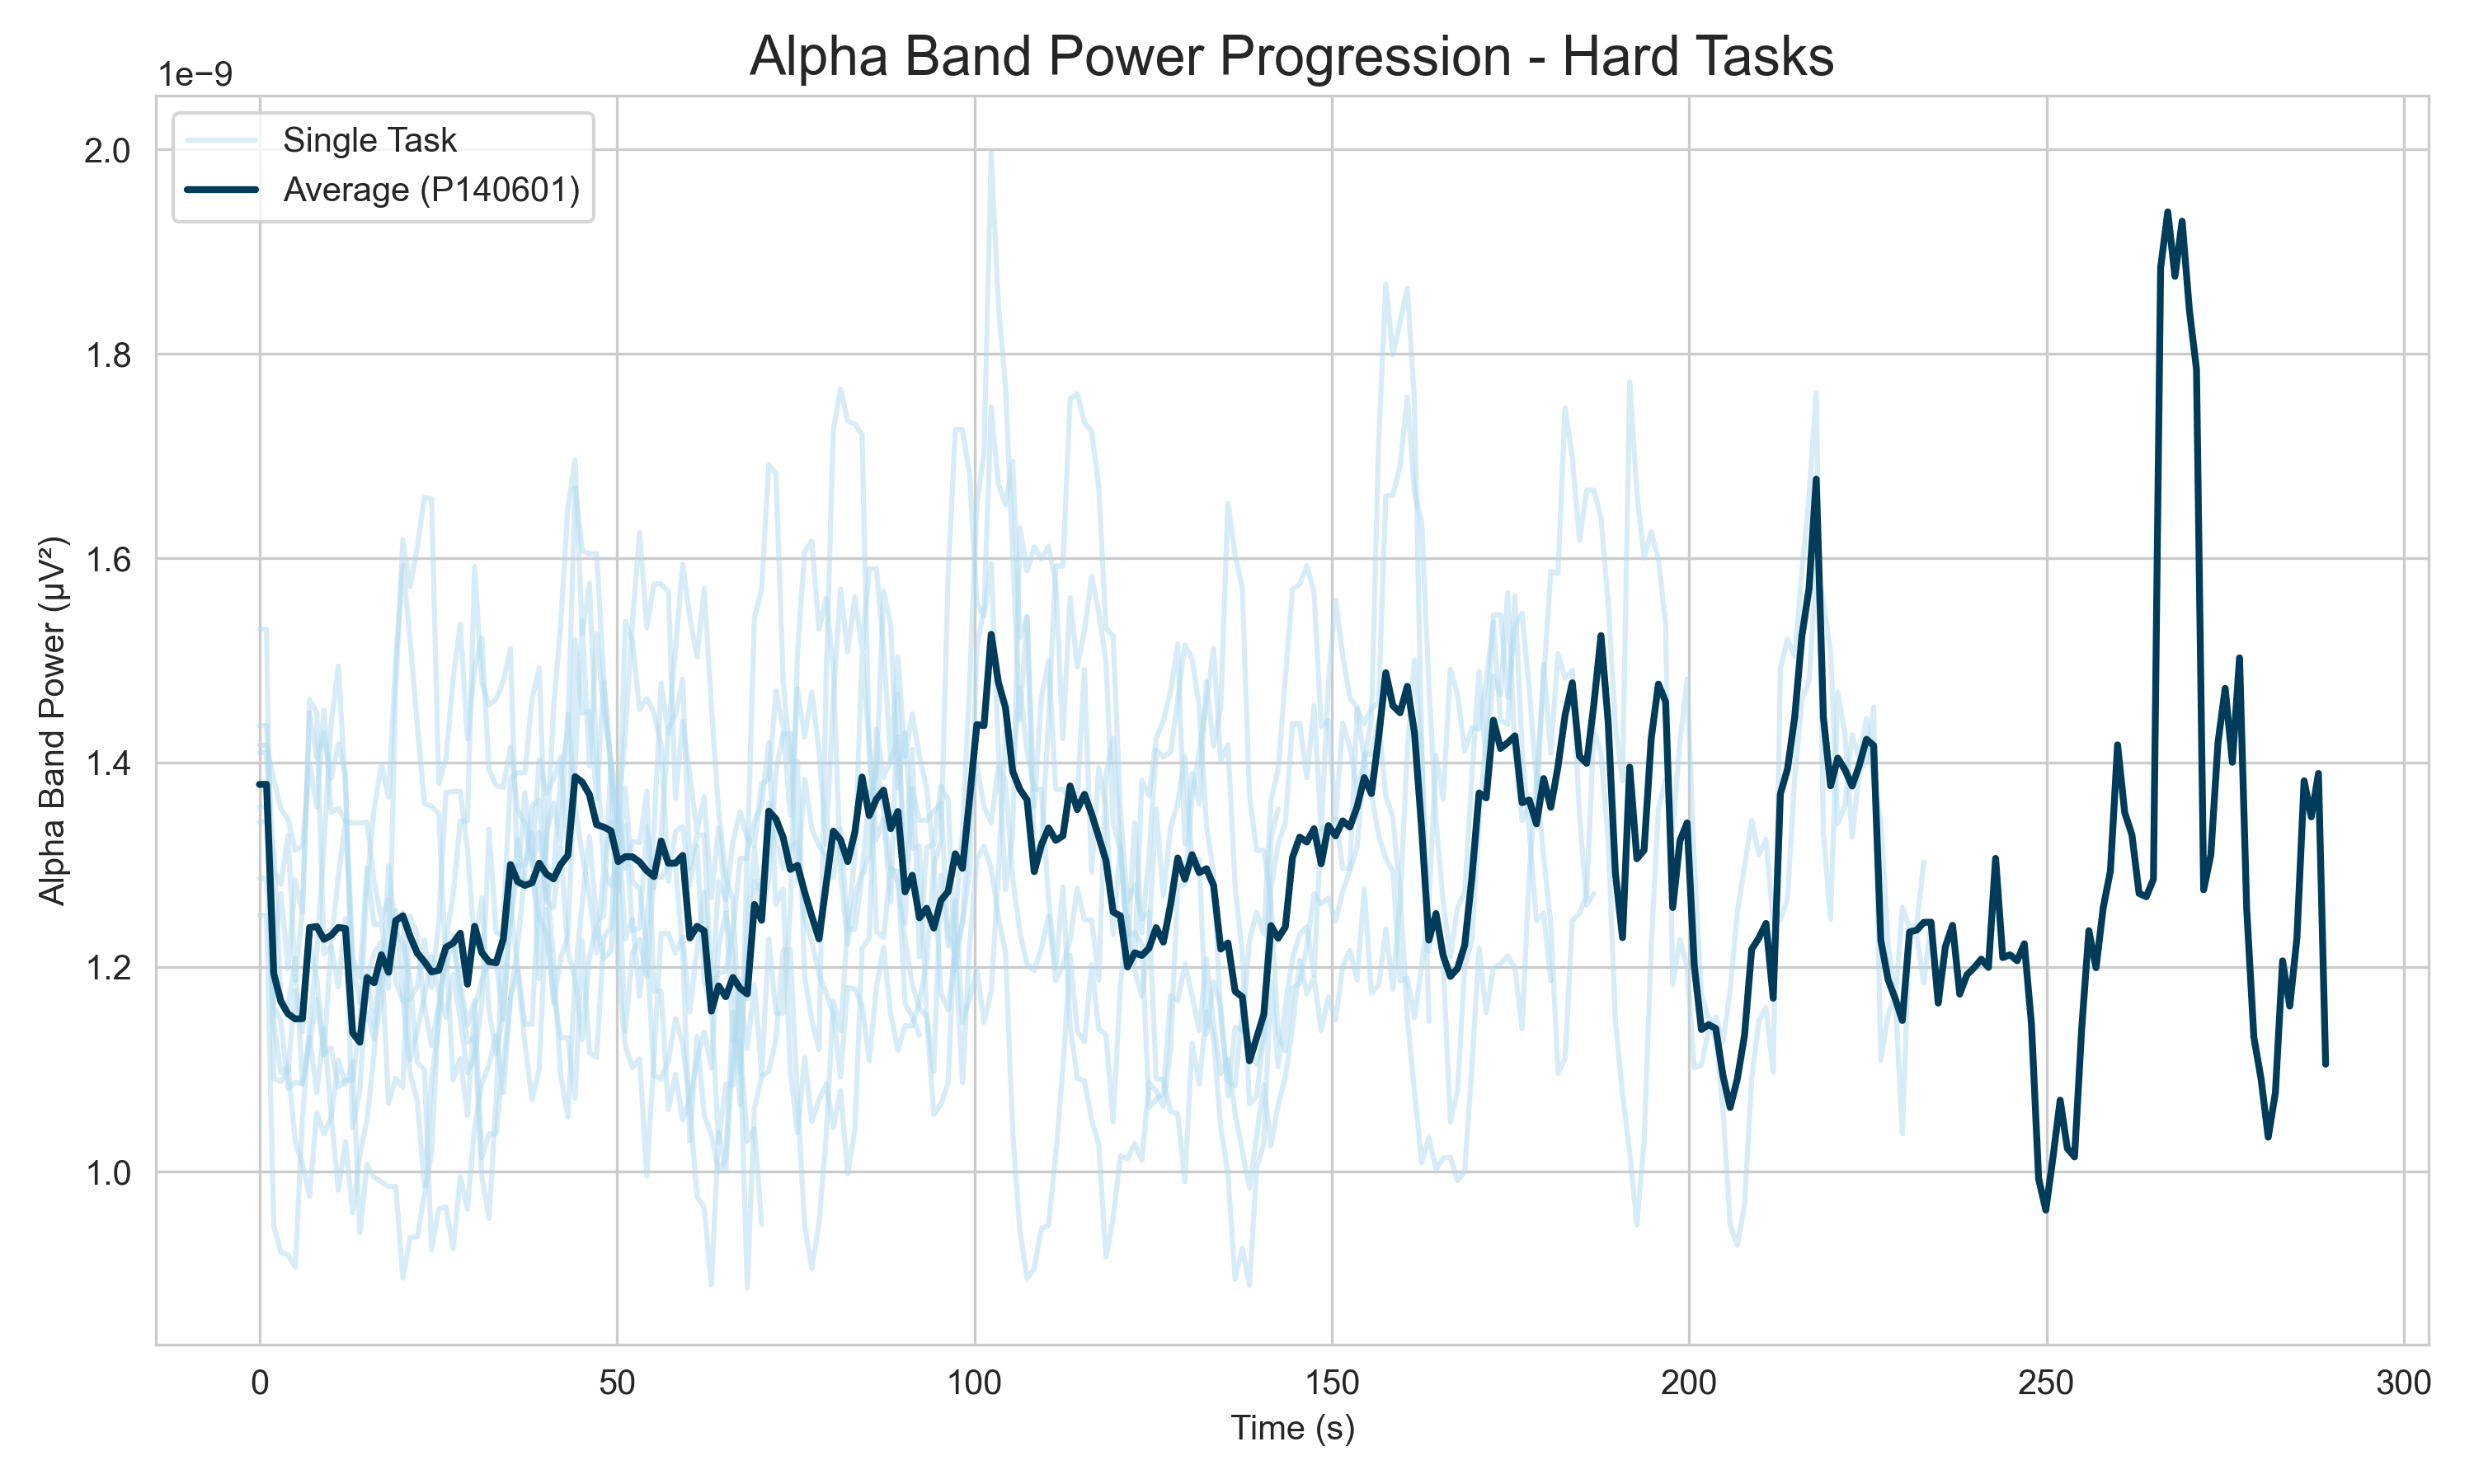 Alpha Band Power Progression - Hard Tasks
1e−9
Single Task
Average (P140601)
2.0
1.8
1.6
1.4
1.2
1.0
Alpha Band Power (µV²)
0 50 100 150 200 250 300
Time (s)